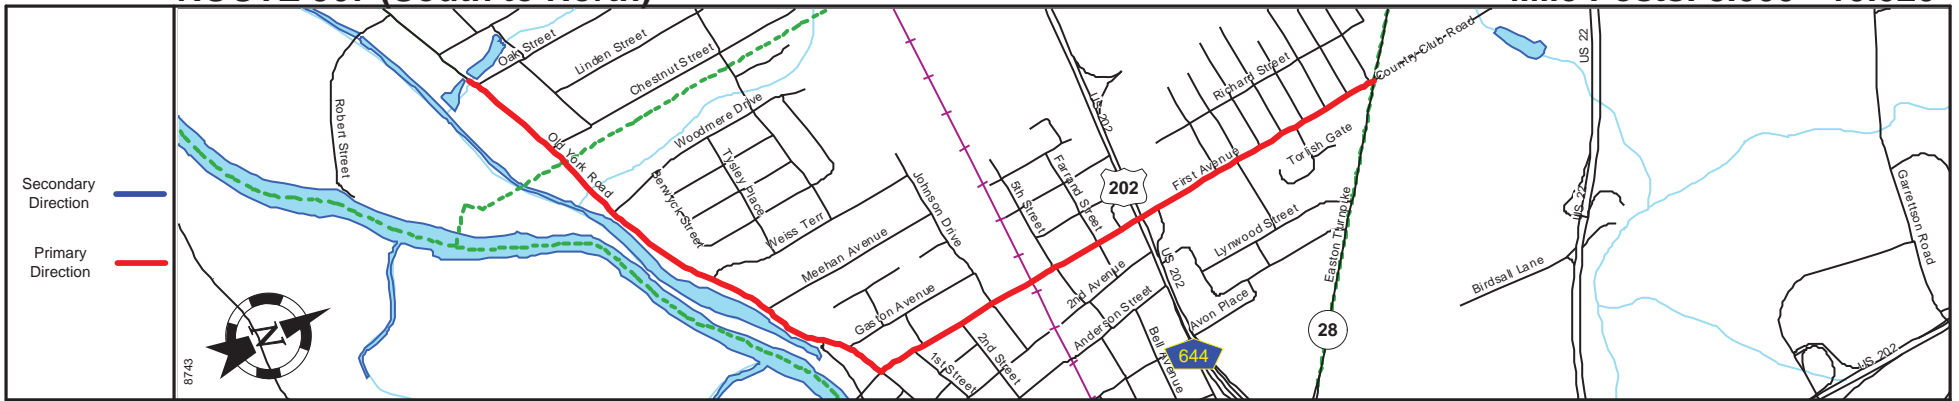 Secondary
Direction
Primary
Direction
8743
N
Robert Street
Oak Street
Linden Street
Chestnut Street
Old York Road
Woodmere Drive
Berwyck Street
Tysley Place
Weiss Terr
Meehan Avenue
Johnson Drive
Gaston Avenue
1st Street
2nd Street
5th Street
Farrand Street
2nd Avenue
Anderson Street
Bell Avenue
US 202
202
US 202
644
First Avenue
Richard Street
Torlish Gate
Lynwood Street
Avon Place
Easton Turnpike
28
Country Club Road
US 22
US 22
Birdsall Lane
Garretson Road
US 202